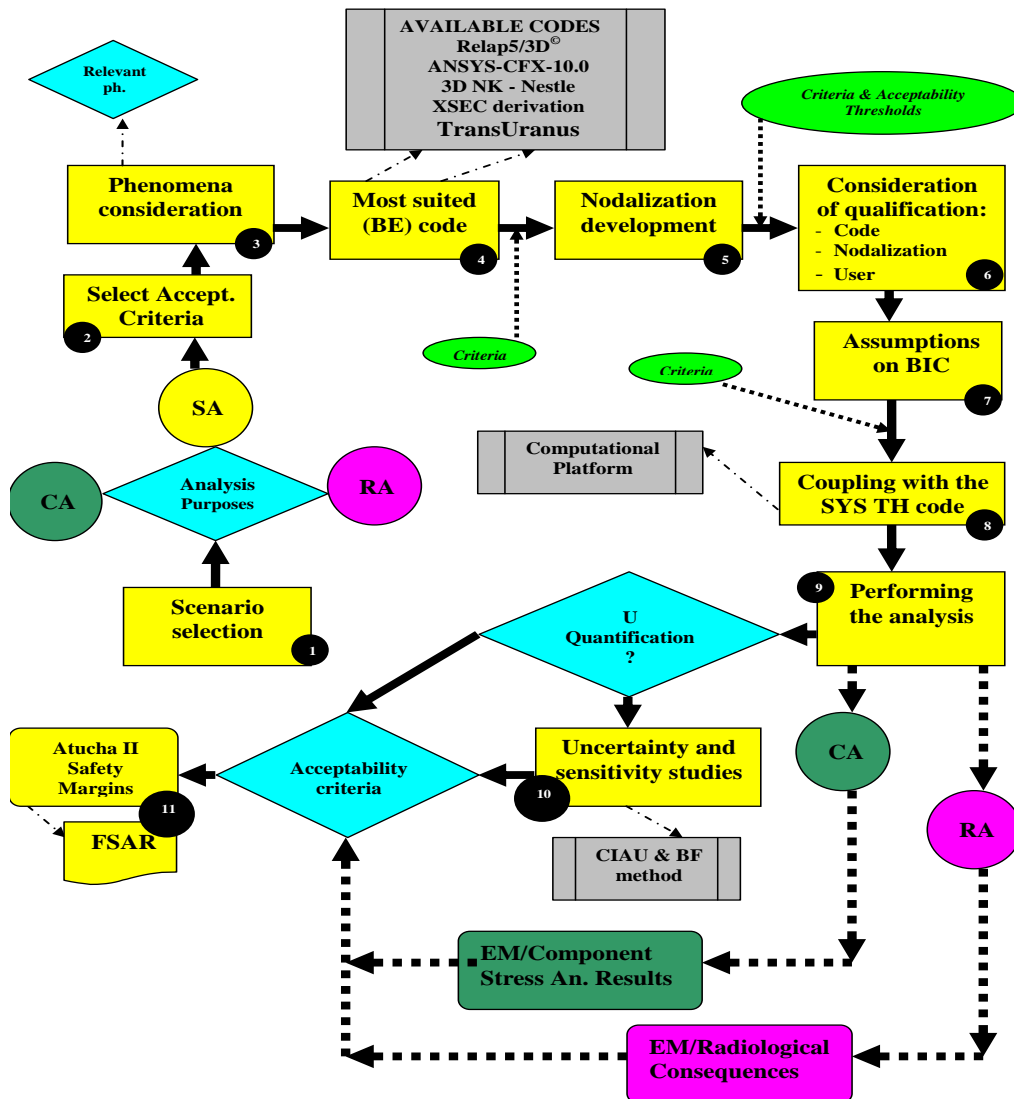 AVAILABLE CODES
Relap5/3D©
ANSYS-CFX-10.0
3D NK - Nestle
XSEC derivation
TransUranus
Relevant
ph.
Criteria & Acceptability
Thresholds
Phenomena
consideration
3
Most suited
(BE) code
4
Nodalization
development
5
Consideration
of qualification:
- Code
- Nodalization
- User
6
Select Accept.
Criteria
2
Criteria
Criteria
Assumptions
on BIC
7
SA
CA
Analysis
Purposes
RA
Computational
Platform
Coupling with the
SYS TH code
8
Scenario
selection
1
U
Quantification
?
9
Performing
the analysis
Atucha II
Safety
Margins
11
FSAR
Acceptability
criteria
Uncertainty and
sensitivity studies
10
CA
RA
CIAU & BF
method
EM/Component
Stress An. Results
EM/Radiological
Consequences